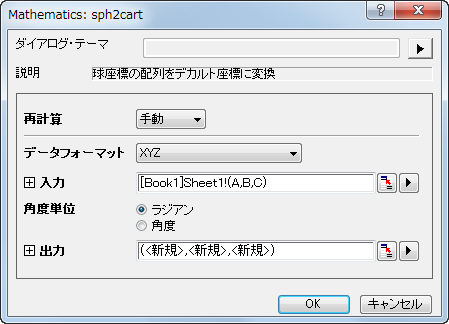 Mathematics: sph2cart
ダイアログ・テーマ
説明 球座標の配列をデカルト座標に変換
再計算 手動
データフォーマット XYZ
入力 [Book1]Sheet1!(A,B,C)
角度単位 ラジアン
角度
出力 (<新規>,<新規>,<新規>)
OK キャンセル